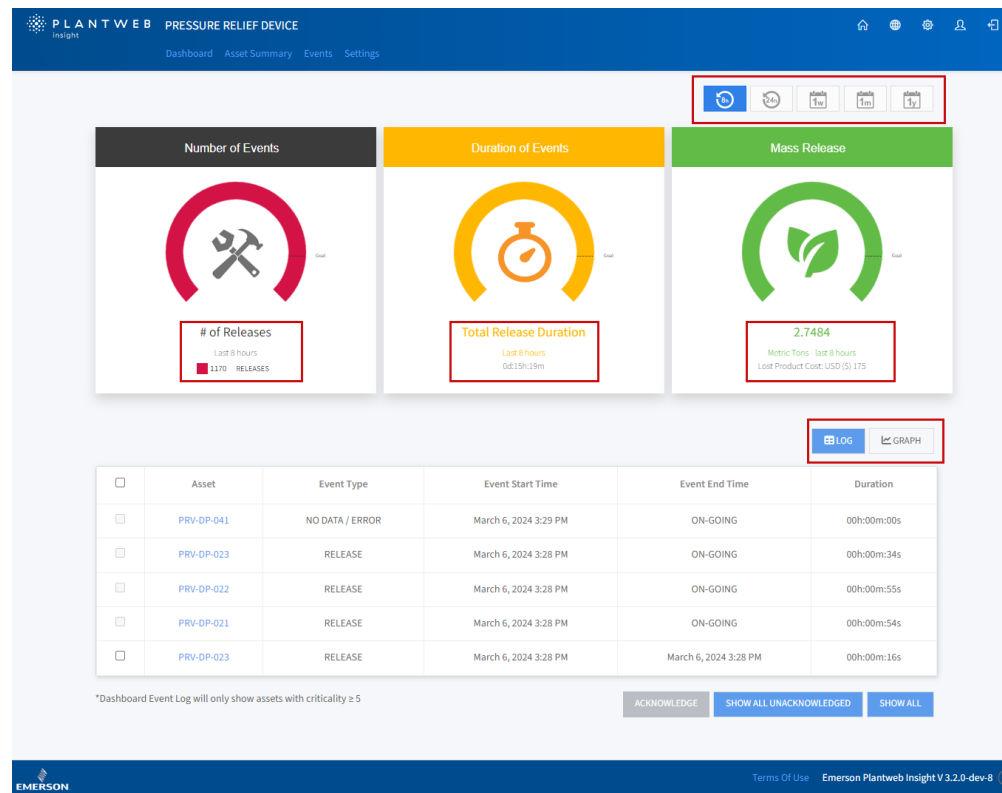 PLANTWEB PRESSURE RELIEF DEVICE
Insight
Dashboard Asset Summary Events Settings
8h 24h 1w 1m 1y
Number of Events Duration of Events Mass Release
Goal Goal Goal
# of Releases Total Release Duration 2.7484
Last 8 hours Last 8 hours Metric Tons - last 8 hours
1170 RELEASES 0d:15h:19m Lost Product Cost: USD ($) 175
LOG GRAPH
Asset Event Type Event Start Time Event End Time Duration
PRV-DP-041 NO DATA / ERROR March 6, 2024 3:29 PM ON-GOING 00h:00m:00s
PRV-DP-023 RELEASE March 6, 2024 3:28 PM ON-GOING 00h:00m:34s
PRV-DP-022 RELEASE March 6, 2024 3:28 PM ON-GOING 00h:00m:55s
PRV-DP-021 RELEASE March 6, 2024 3:28 PM ON-GOING 00h:00m:54s
PRV-DP-023 RELEASE March 6, 2024 3:28 PM March 6, 2024 3:28 PM 00h:00m:16s
*Dashboard Event Log will only show assets with criticality ≥ 5
ACKNOWLEDGE SHOW ALL UNACKNOWLEDGED SHOW ALL
EMERSON Terms Of Use Emerson Plantweb Insight V 3.2.0-dev-8